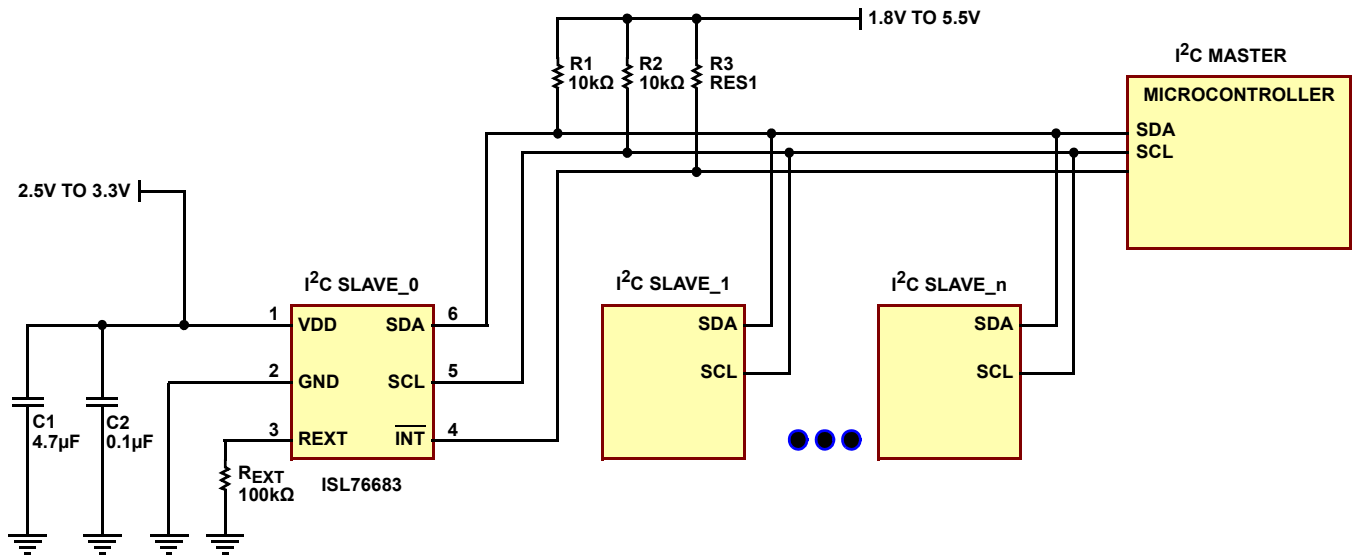 1.8V TO 5.5V
R1
10kΩ
R2
10kΩ
R3
RES1
I²C MASTER
MICROCONTROLLER
SDA
SCL
2.5V TO 3.3V
I²C SLAVE_0
1
VDD
SDA
6
2
GND
SCL
5
3
REXT
INT
4
ISL76683
C1
4.7µF
C2
0.1µF
REXT
100kΩ
I²C SLAVE_1
SDA
SCL
I²C SLAVE_n
SDA
SCL